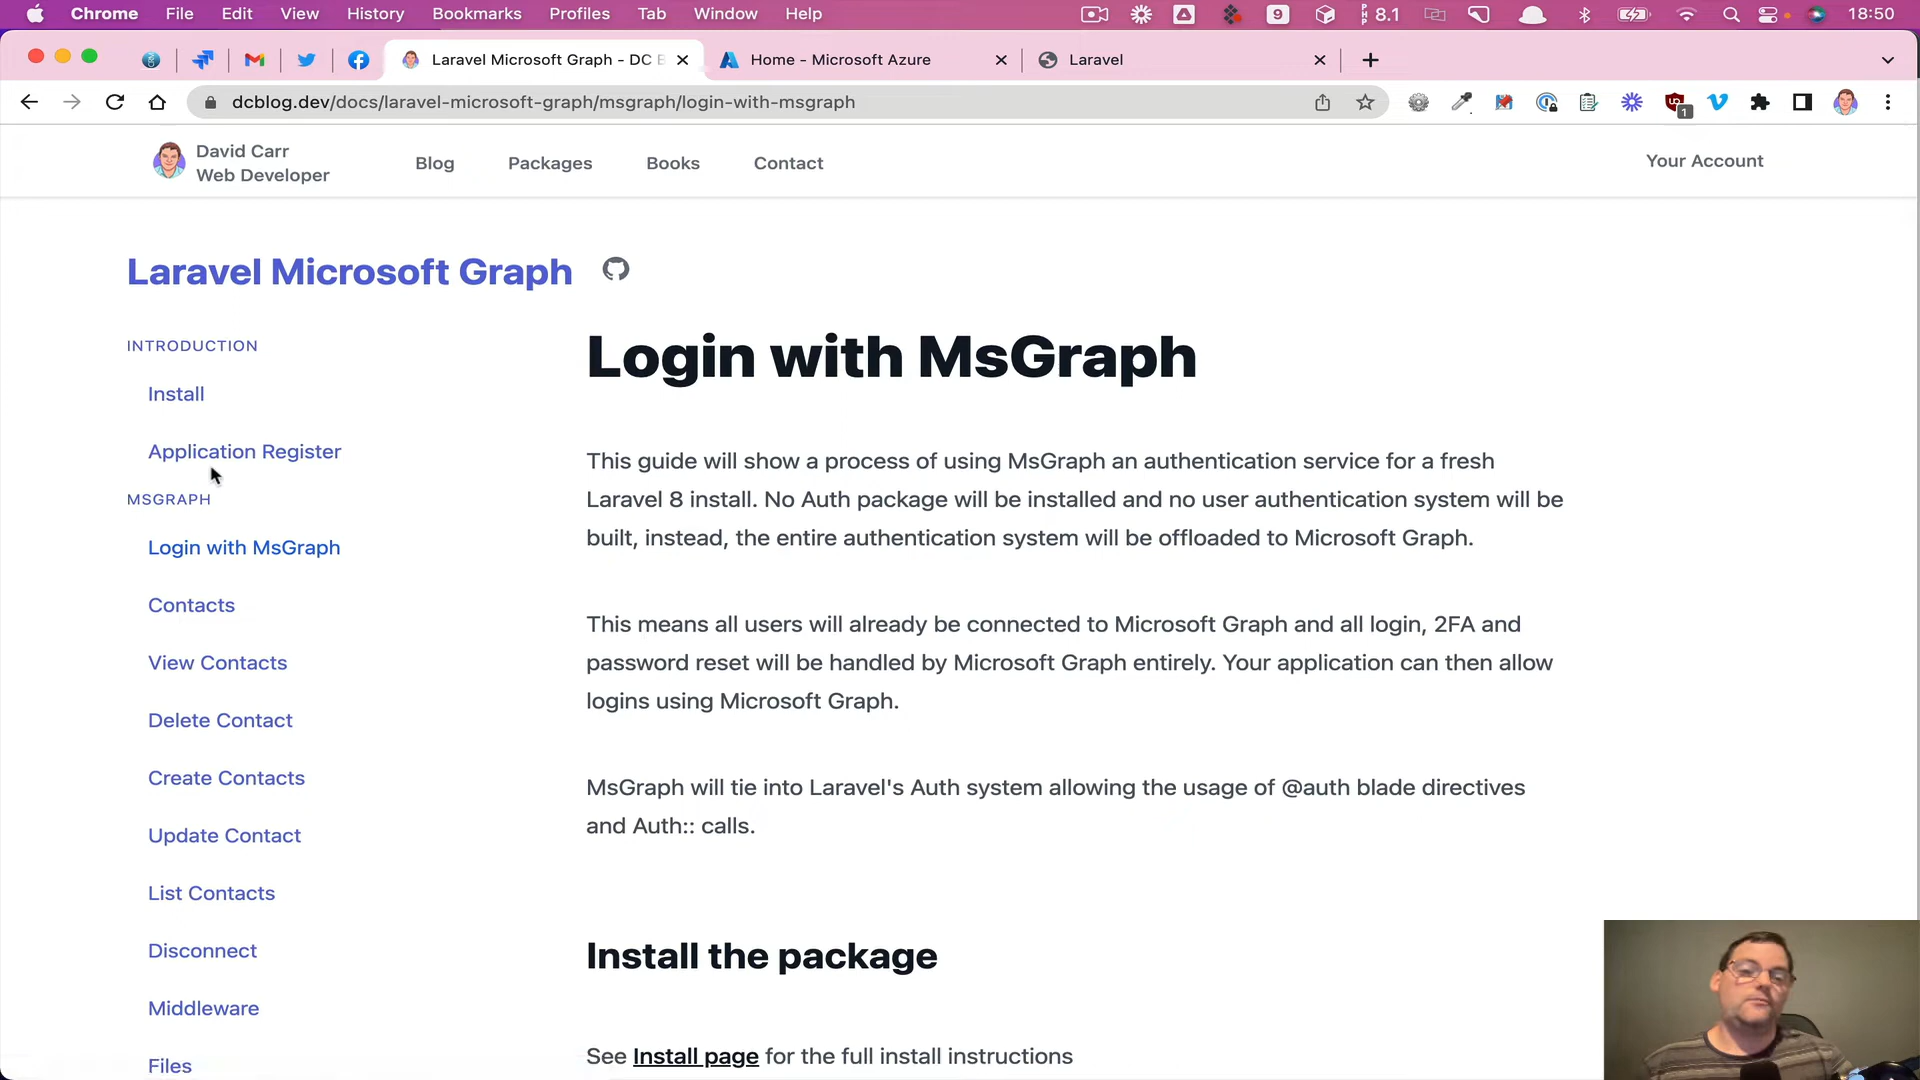 Chrome File Edit View History Bookmarks Profiles Tab Window Help 9 8.1 18:50
Laravel Microsoft Graph - DC B Home - Microsoft Azure Laravel
dcblog.dev/docs/laravel-microsoft-graph/msgraph/login-with-msgraph 1
David Carr
Web Developer
Blog Packages Books Contact Your Account
Laravel Microsoft Graph
INTRODUCTION
Install
Application Register
MSGRAPH
Login with MsGraph
Contacts
View Contacts
Delete Contact
Create Contacts
Update Contact
List Contacts
Disconnect
Middleware
Files
Login with MsGraph
This guide will show a process of using MsGraph an authentication service for a fresh
Laravel 8 install. No Auth package will be installed and no user authentication system will be
built, instead, the entire authentication system will be offloaded to Microsoft Graph.
This means all users will already be connected to Microsoft Graph and all login, 2FA and
password reset will be handled by Microsoft Graph entirely. Your application can then allow
logins using Microsoft Graph.
MsGraph will tie into Laravel's Auth system allowing the usage of @auth blade directives
and Auth:: calls.
Install the package
See Install page for the full install instructions